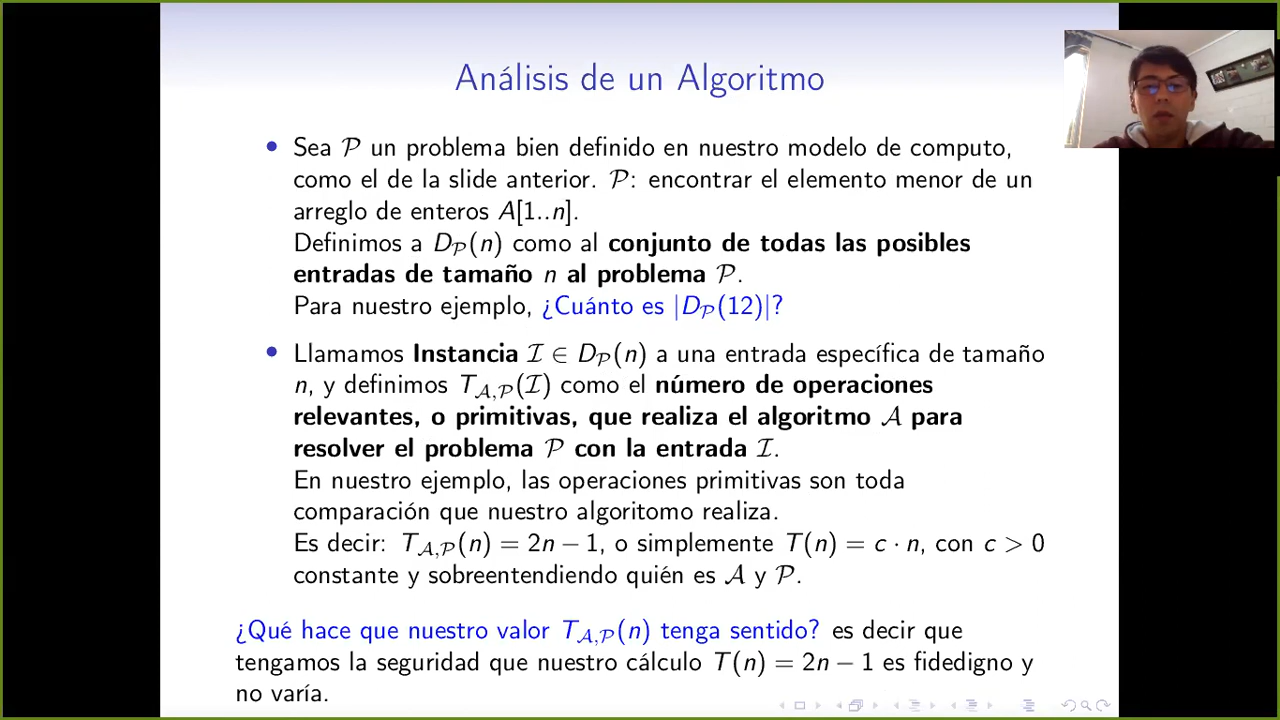 Análisis de un Algoritmo
• Sea 𝒫 un problema bien definido en nuestro modelo de computo,
como el de la slide anterior. 𝒫: encontrar el elemento menor de un
arreglo de enteros A[1..n].
Definimos a D_𝒫(n) como al conjunto de todas las posibles
entradas de tamaño n al problema 𝒫.
Para nuestro ejemplo, ¿Cuánto es |D_𝒫(12)|?
• Llamamos Instancia ℐ ∈ D_𝒫(n) a una entrada específica de tamaño
n, y definimos T_{𝒜,𝒫}(ℐ) como el número de operaciones
relevantes, o primitivas, que realiza el algoritmo 𝒜 para
resolver el problema 𝒫 con la entrada ℐ.
En nuestro ejemplo, las operaciones primitivas son toda
comparación que nuestro algoritomo realiza.
Es decir: T_{𝒜,𝒫}(n) = 2n − 1, o simplemente T(n) = c · n, con c > 0
constante y sobreentendiendo quién es 𝒜 y 𝒫.
¿Qué hace que nuestro valor T_{𝒜,𝒫}(n) tenga sentido? es decir que
tengamos la seguridad que nuestro cálculo T(n) = 2n − 1 es fidedigno y
no varía.